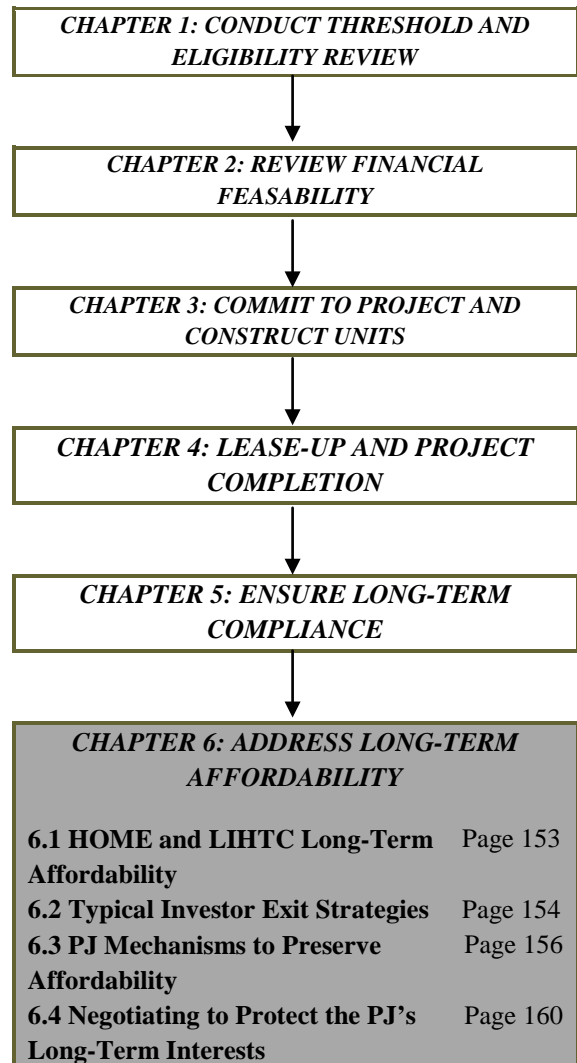 CHAPTER 1: CONDUCT THRESHOLD AND
ELIGIBILITY REVIEW
CHAPTER 2: REVIEW FINANCIAL
FEASABILITY
CHAPTER 3: COMMIT TO PROJECT AND
CONSTRUCT UNITS
CHAPTER 4: LEASE-UP AND PROJECT
COMPLETION
CHAPTER 5: ENSURE LONG-TERM
COMPLIANCE
CHAPTER 6: ADDRESS LONG-TERM
AFFORDABILITY
6.1 HOME and LIHTC Long-Term Page 153
Affordability
6.2 Typical Investor Exit Strategies Page 154
6.3 PJ Mechanisms to Preserve Page 156
Affordability
6.4 Negotiating to Protect the PJ's Page 160
Long-Term Interests